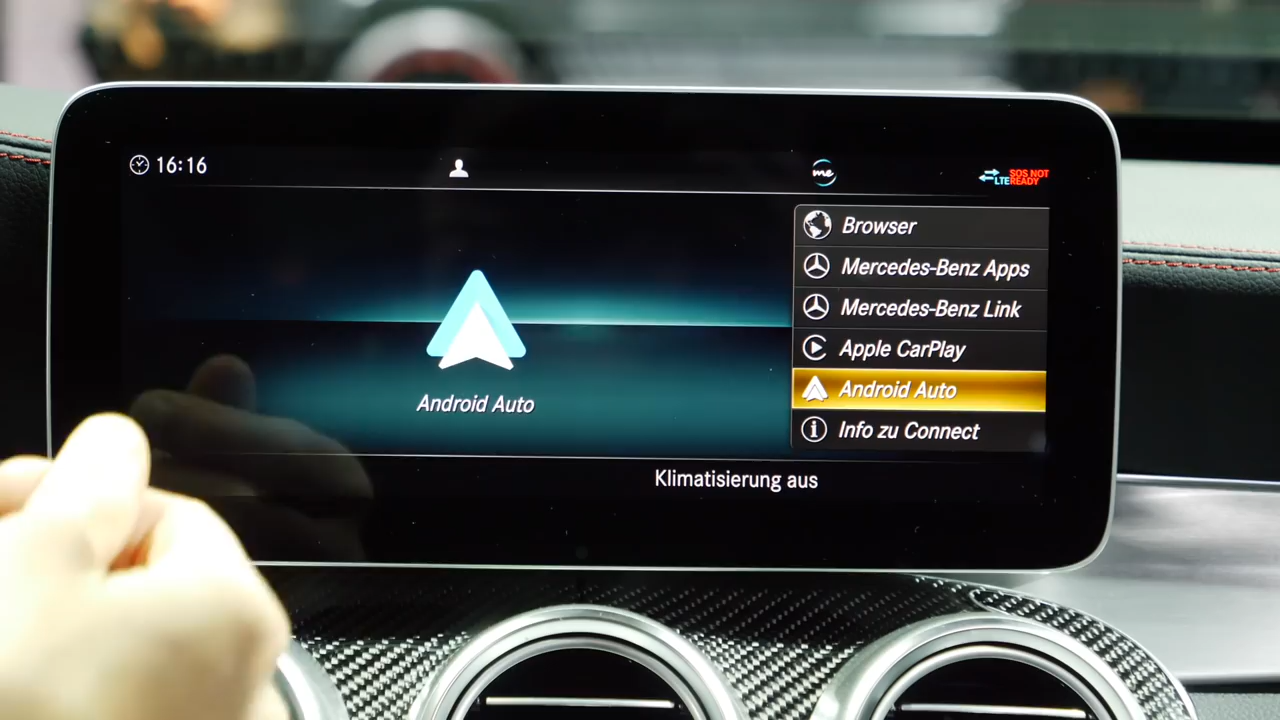 16:16
me
LTE SOS NOT READY
Browser
Mercedes-Benz Apps
Mercedes-Benz Link
Apple CarPlay
Android Auto
Info zu Connect
Android Auto
Klimatisierung aus